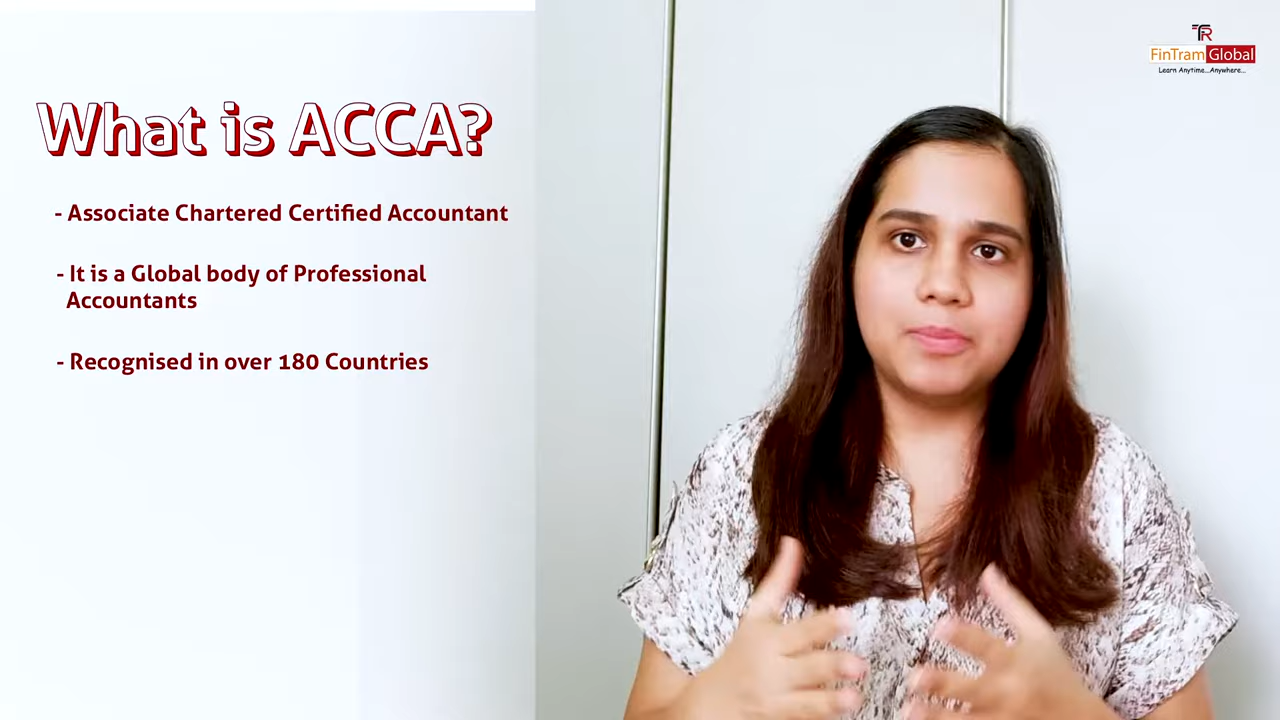 What is ACCA?
- Associate Chartered Certified Accountant
- It is a Global body of Professional
Accountants
- Recognised in over 180 Countries
TR
FinTram Global
Learn Anytime...Anywhere...